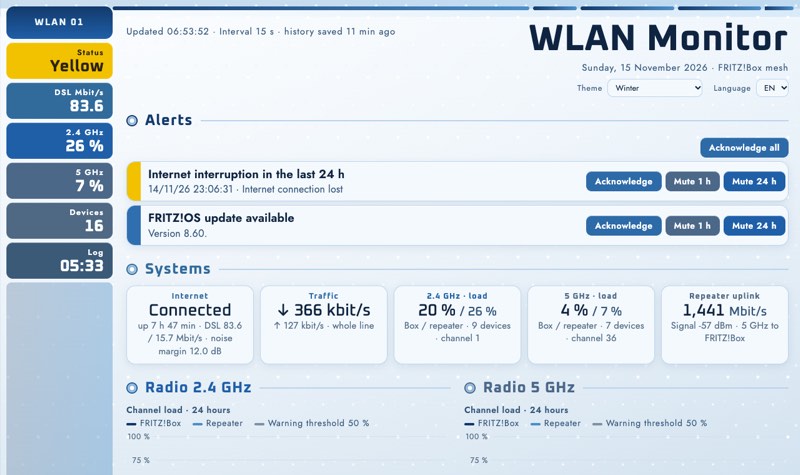 WLAN 01
Status
Yellow
DSL Mbit/s
83.6
2.4 GHz
26 %
5 GHz
7 %
Devices
16
Log
05:33
Updated 06:53:52 · Interval 15 s · history saved 11 min ago
WLAN Monitor
Sunday, 15 November 2026 · FRITZ!Box mesh
Theme Winter Language EN
Alerts
Acknowledge all
Internet interruption in the last 24 h
14/11/26 23:06:31 · Internet connection lost
Acknowledge Mute 1 h Mute 24 h
FRITZ!OS update available
Version 8.60.
Acknowledge Mute 1 h Mute 24 h
Systems
Internet
Connected
up 7 h 47 min · DSL 83.6
/ 15.7 Mbit/s · noise
margin 12.0 dB
Traffic
↓ 366 kbit/s
↑ 127 kbit/s · whole line
2.4 GHz · load
20 % / 26 %
Box / repeater · 9 devices
· channel 1
5 GHz · load
4 % / 7 %
Box / repeater · 7 devices
· channel 36
Repeater uplink
1,441 Mbit/s
Signal -57 dBm · 5 GHz to
FRITZ!Box
Radio 2.4 GHz
Channel load · 24 hours
FRITZ!Box Repeater Warning threshold 50 %
100 %
75 %
Radio 5 GHz
Channel load · 24 hours
FRITZ!Box Repeater Warning threshold 50 %
100 %
75 %